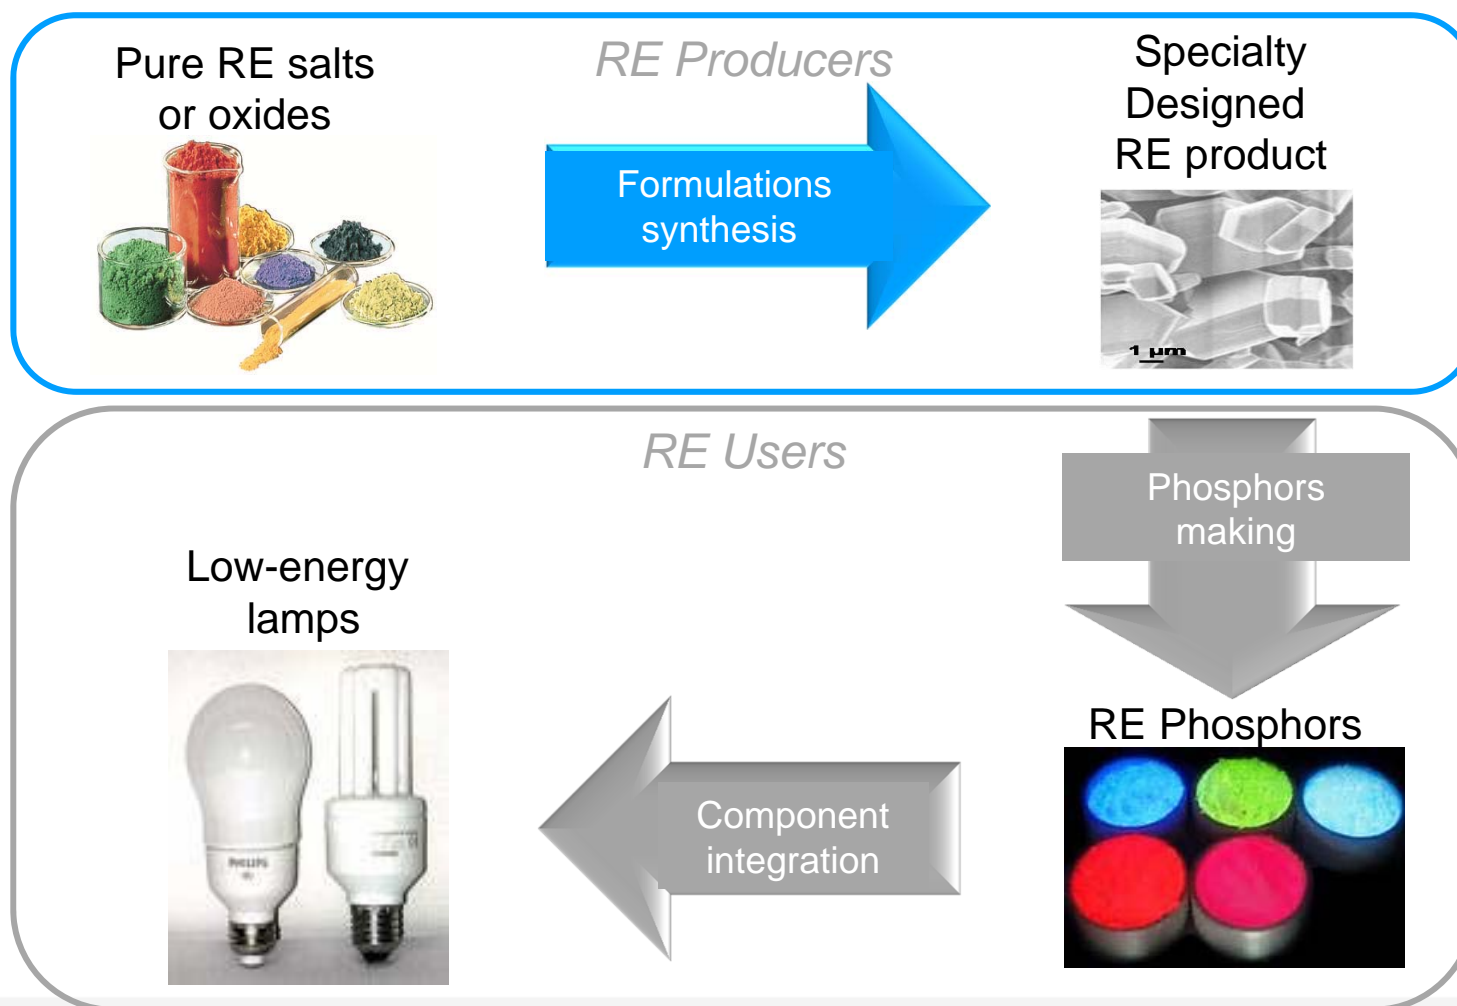 Pure RE salts
or oxides
RE Producers
Formulations
synthesis
Specialty
Designed
RE product
1 µm
RE Users
Phosphors
making
Low-energy
lamps
RE Phosphors
PHILIPS
Component
integration